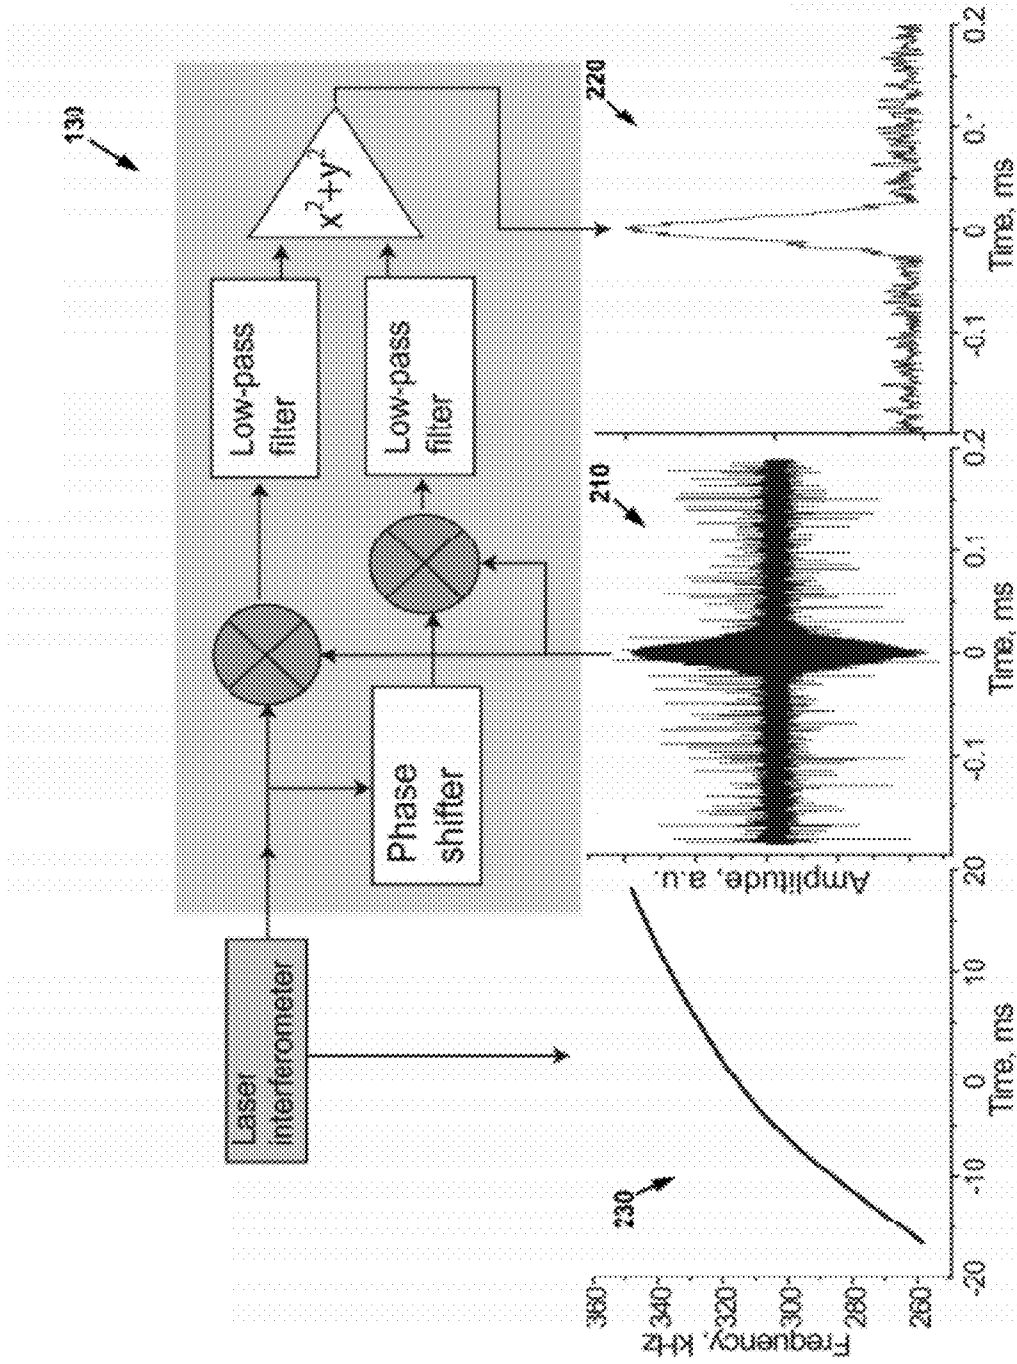 130
Laser
interferometer
Phase
shifter
Low-pass
filter
Low-pass
filter
x²+y²
230
210
220
Frequency, kHz
360
340
320
300
280
260
-20
-10
0
10
20
Time, ms
Amplitude, a.u.
-0.1
0
0.1
0.2
Time, ms
-0.1
0
0.1
0.2
Time, ms